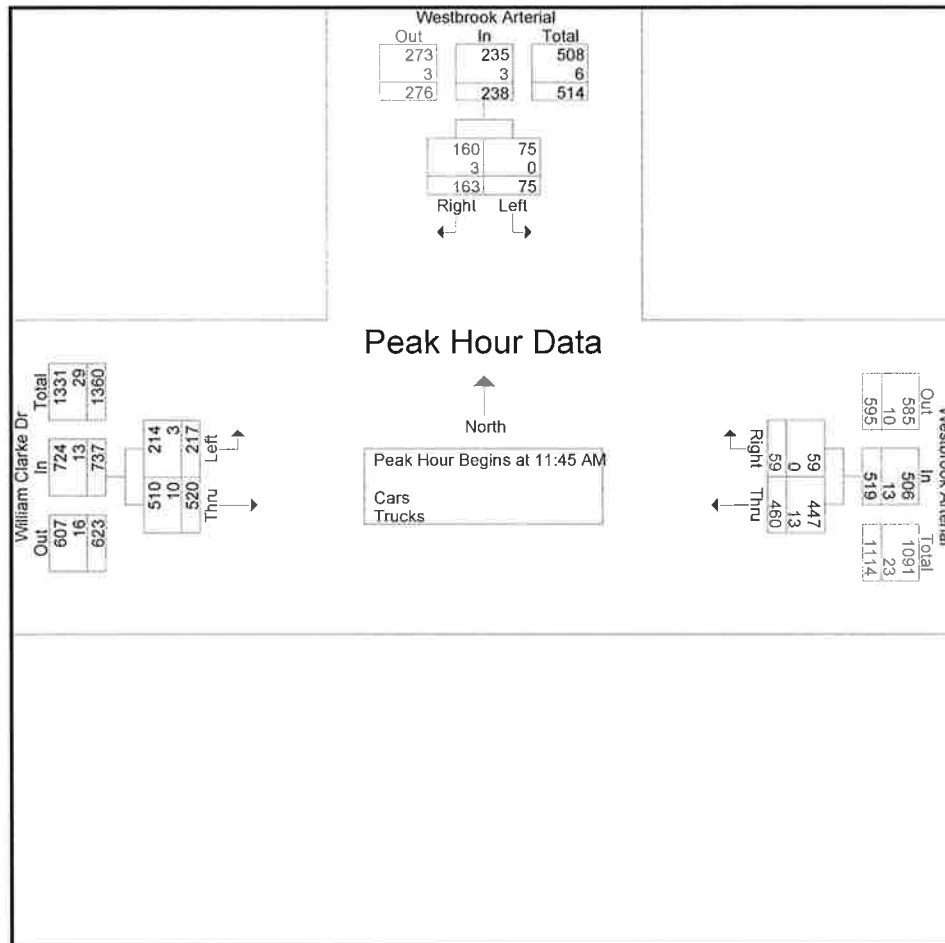 Westbrook Arterial
Out In Total
273 235 508
3 3 6
276 238 514
160 75
3 0
163 75
Right Left
Peak Hour Data
North
Peak Hour Begins at 11:45 AM
Cars
Trucks
William Clarke Dr
Out In Total
607 724 1331
16 13 29
623 737 1360
510 214
10 3
520 217
Thru Left
Westbrook Arterial
Out In Total
585 506 1091
10 13 23
595 519 1114
59 447
0 13
59 460
Right Thru